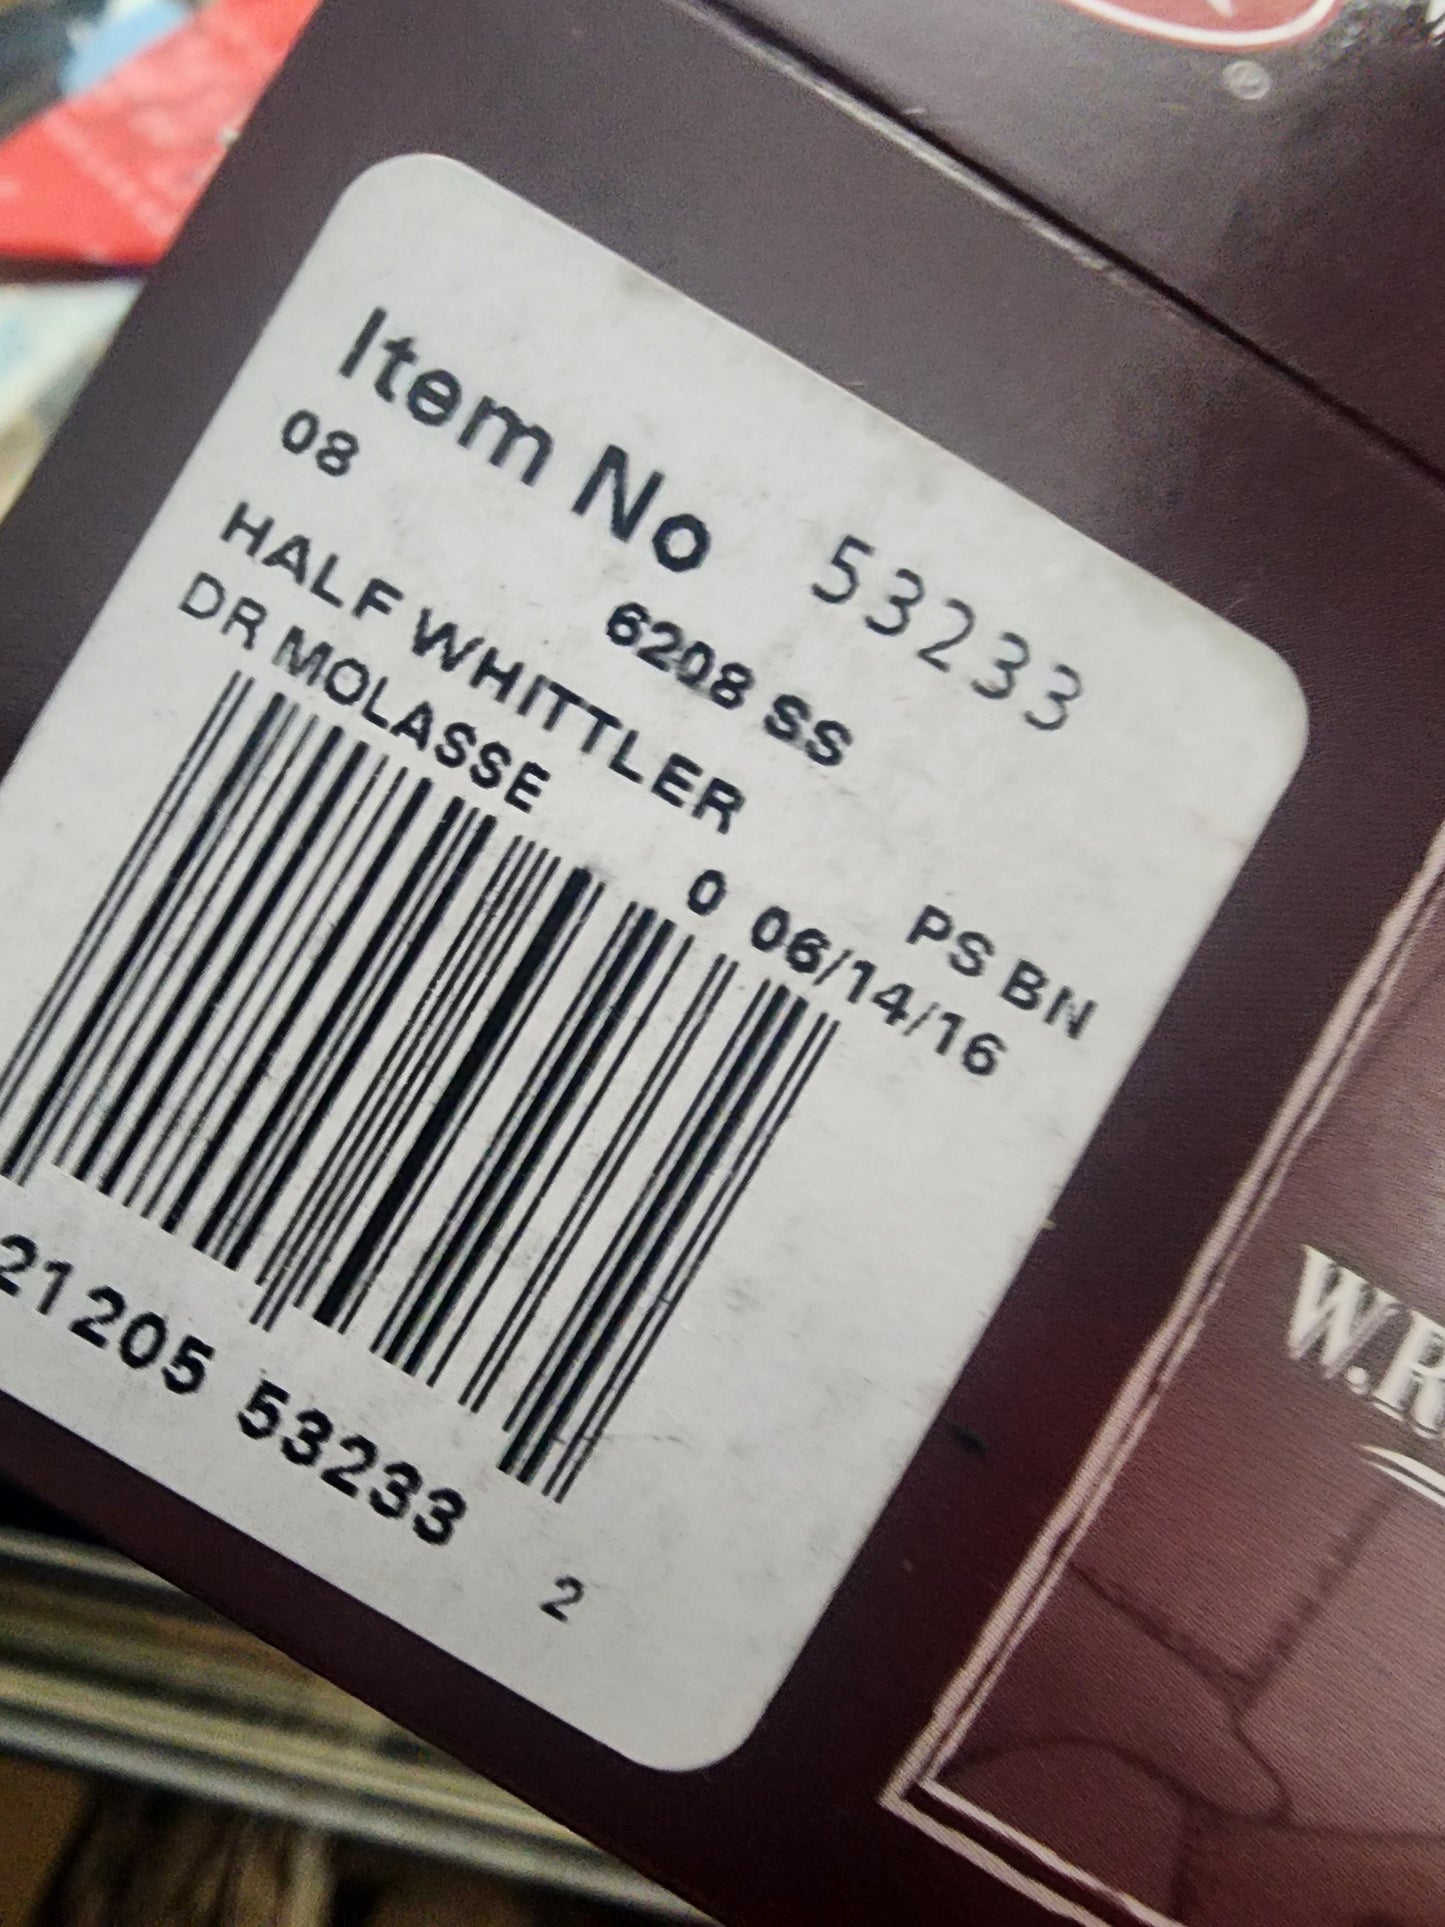 ®
Item No 53233
08 6208 SS
HALF WHITTLER
DR MOLASSE PS BN
0 06/14/16
21205 53233 2
W.R